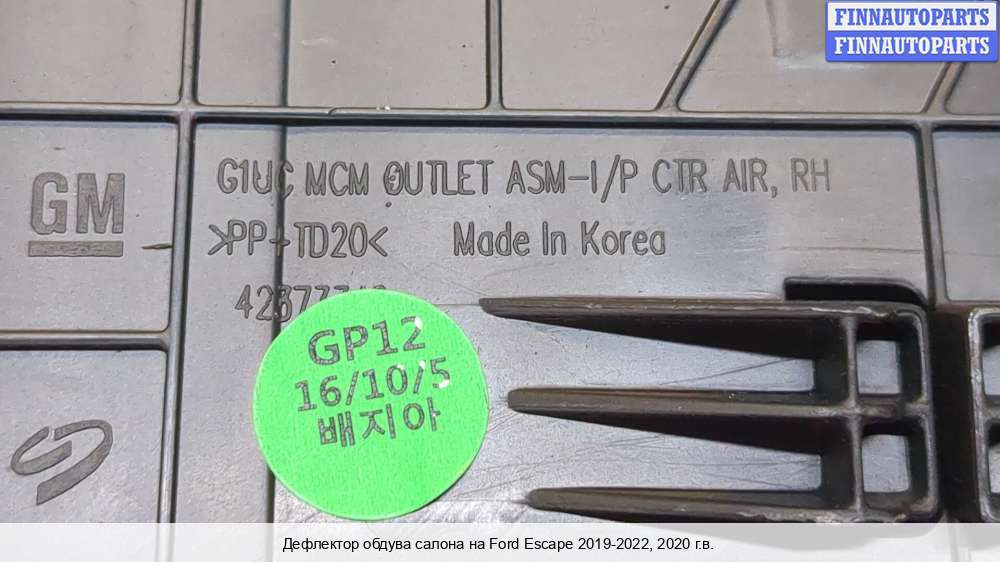 FINNAUTOPARTS
FINNAUTOPARTS
GM
G1UC MCM OUTLET ASM-I/P CTR AIR, RH
>PP-TD20<
Made In Korea
GP12
16/10/5
배지아
Дефлектор обдува салона на Ford Escape 2019-2022, 2020 г.в.